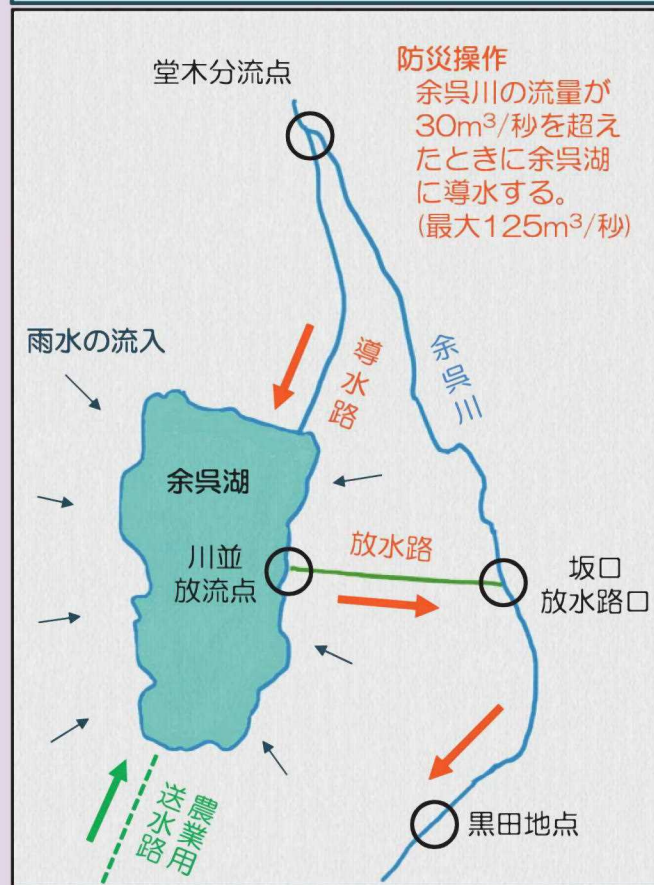 堂木分流点
防災操作
余呉川の流量が
30m³/秒を超え
たときに余呉湖
に導水する。
(最大125m³/秒)
雨水の流入
導水路
余呉川
余呉湖
川並
放流点
放水路
坂口
放水路口
農業用
送水路
黒田地点